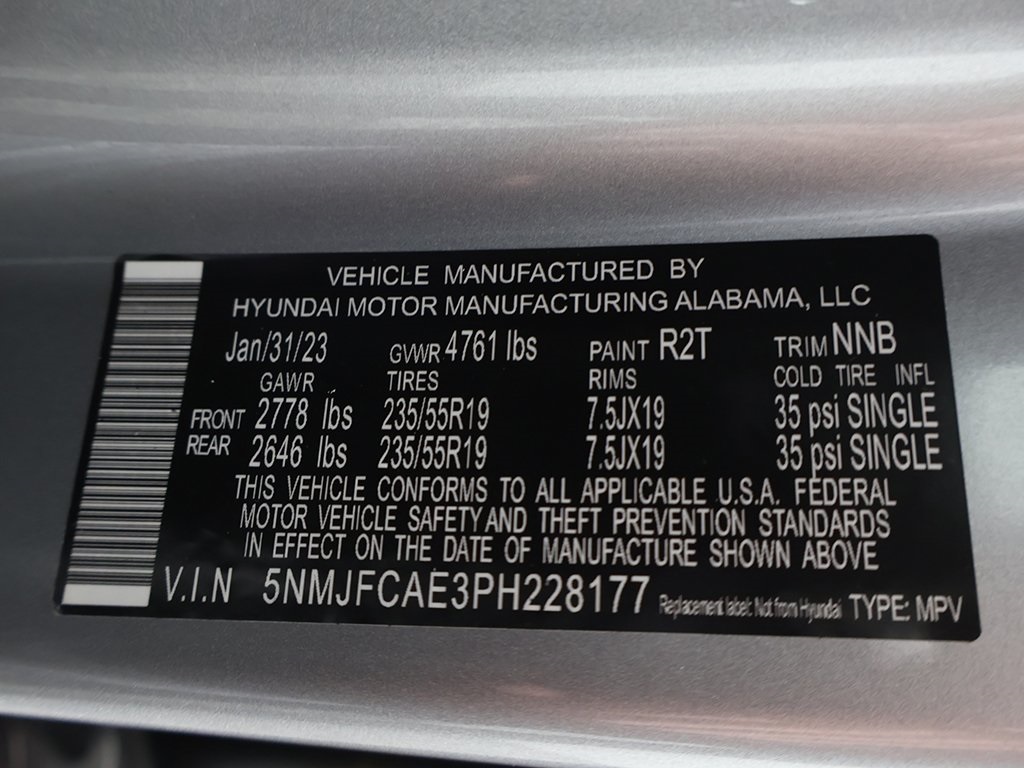 VEHICLE MANUFACTURED BY
HYUNDAI MOTOR MANUFACTURING ALABAMA, LLC
Jan/31/23 GVWR 4761 lbs PAINT R2T TRIM NNB
GAWR TIRES RIMS COLD TIRE INFL
FRONT 2778 lbs 235/55R19 7.5JX19 35 psi SINGLE
REAR 2646 lbs 235/55R19 7.5JX19 35 psi SINGLE
THIS VEHICLE CONFORMS TO ALL APPLICABLE U.S.A. FEDERAL
MOTOR VEHICLE SAFETY AND THEFT PREVENTION STANDARDS
IN EFFECT ON THE DATE OF MANUFACTURE SHOWN ABOVE
V.I.N 5NMJFCAE3PH228177 Replacement label: Not from Hyundai TYPE: MPV